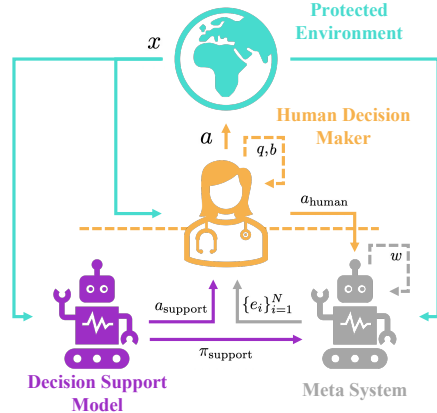 Protected
Environment
x
Human Decision
Maker
a
q,b
a_human
w
a_support
{e_i}_{i=1}^N
π_support
Decision Support
Model
Meta System